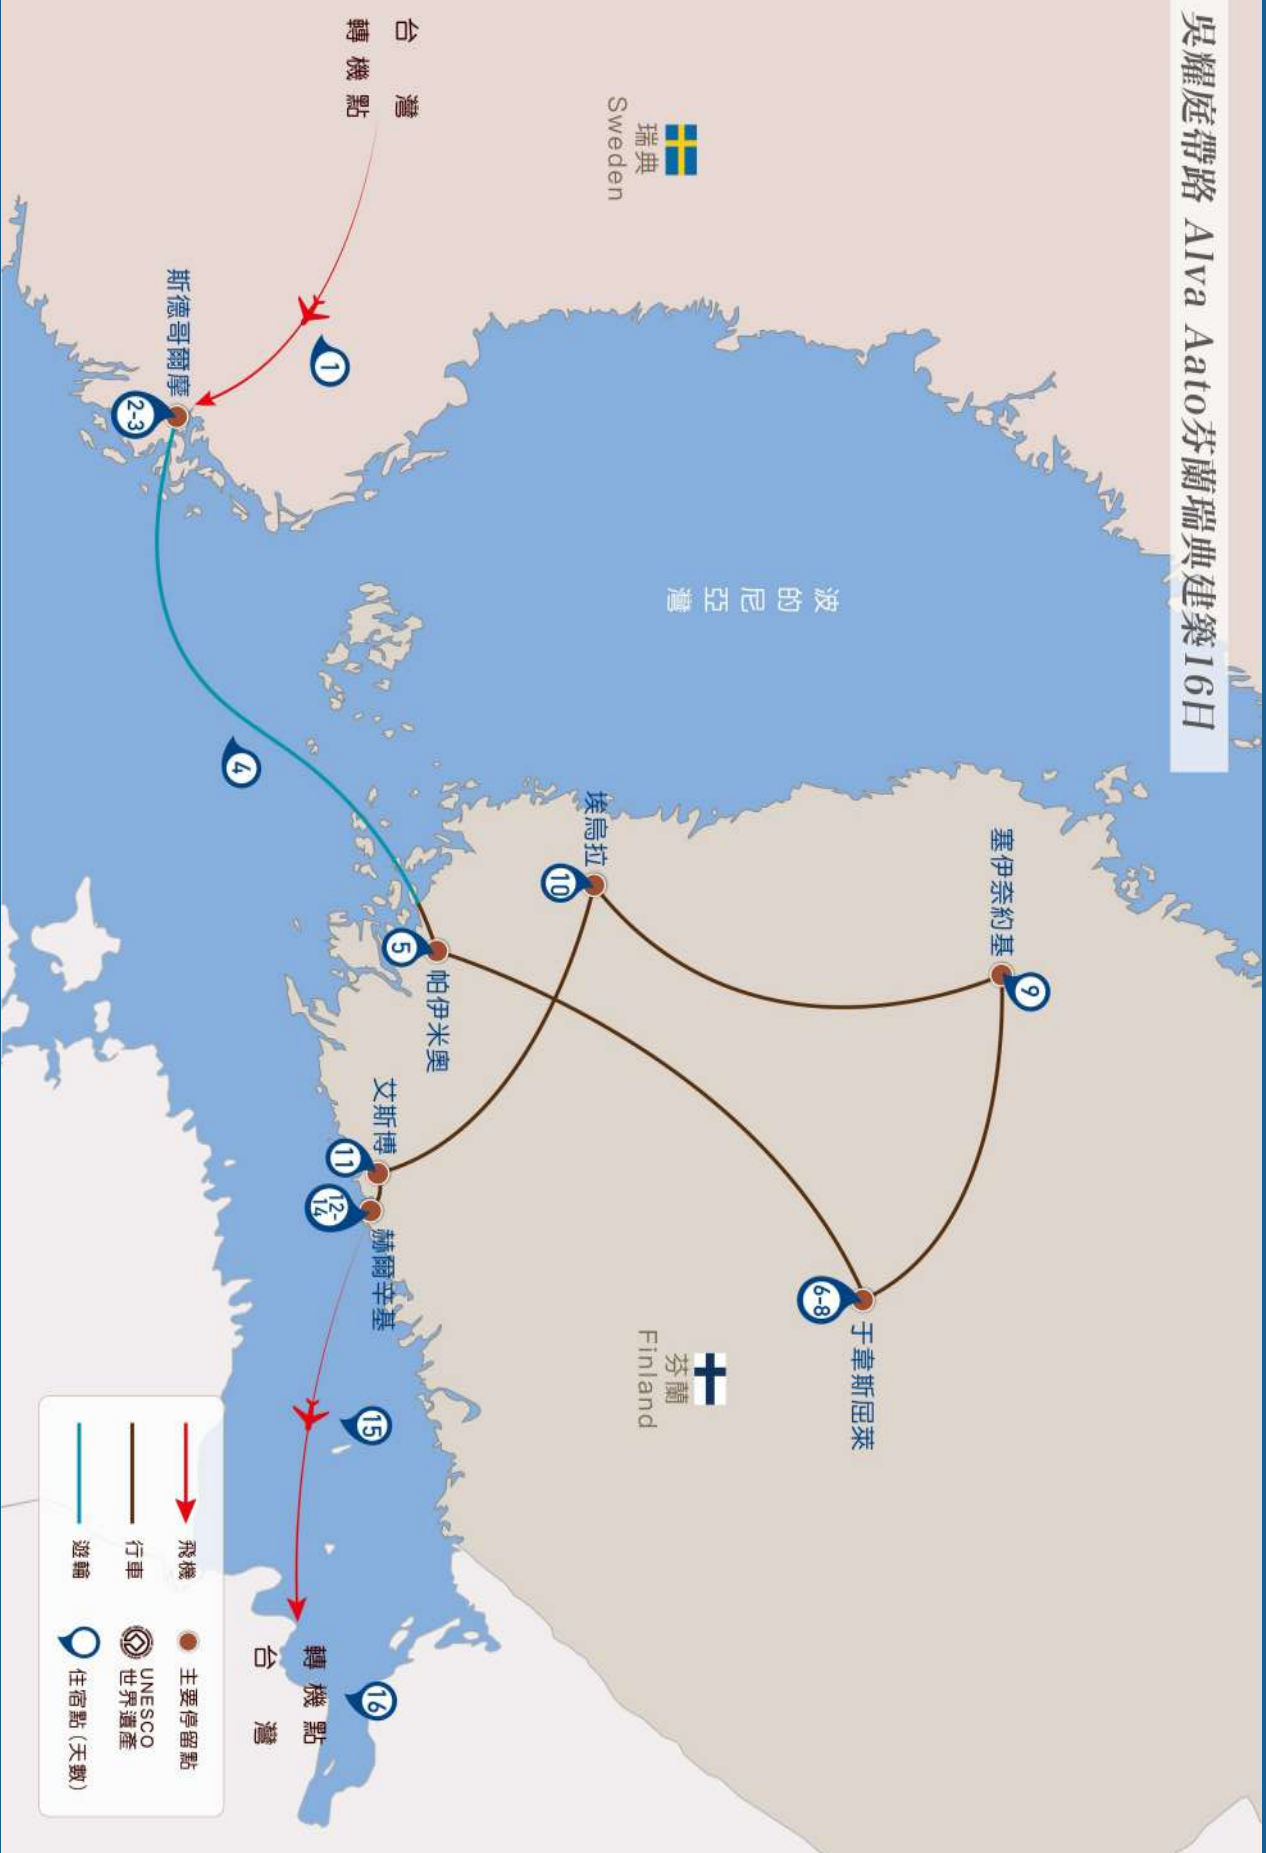 吳耀庭帶路 Alva Aato芬蘭瑞典建築16日
瑞典
Sweden
台灣
轉機點
1
斯德哥爾摩
2-3
4
波的尼亞灣
塞伊奈約基
9
埃烏拉
10
5
帕伊米奧
于韋斯屈萊
6-8
芬蘭
Finland
艾斯博
11
12-
14
赫爾辛基
15
轉機點
台灣
16
飛機
行車
遊輪
主要停留點
UNESCO
世界遺產
住宿點(天數)